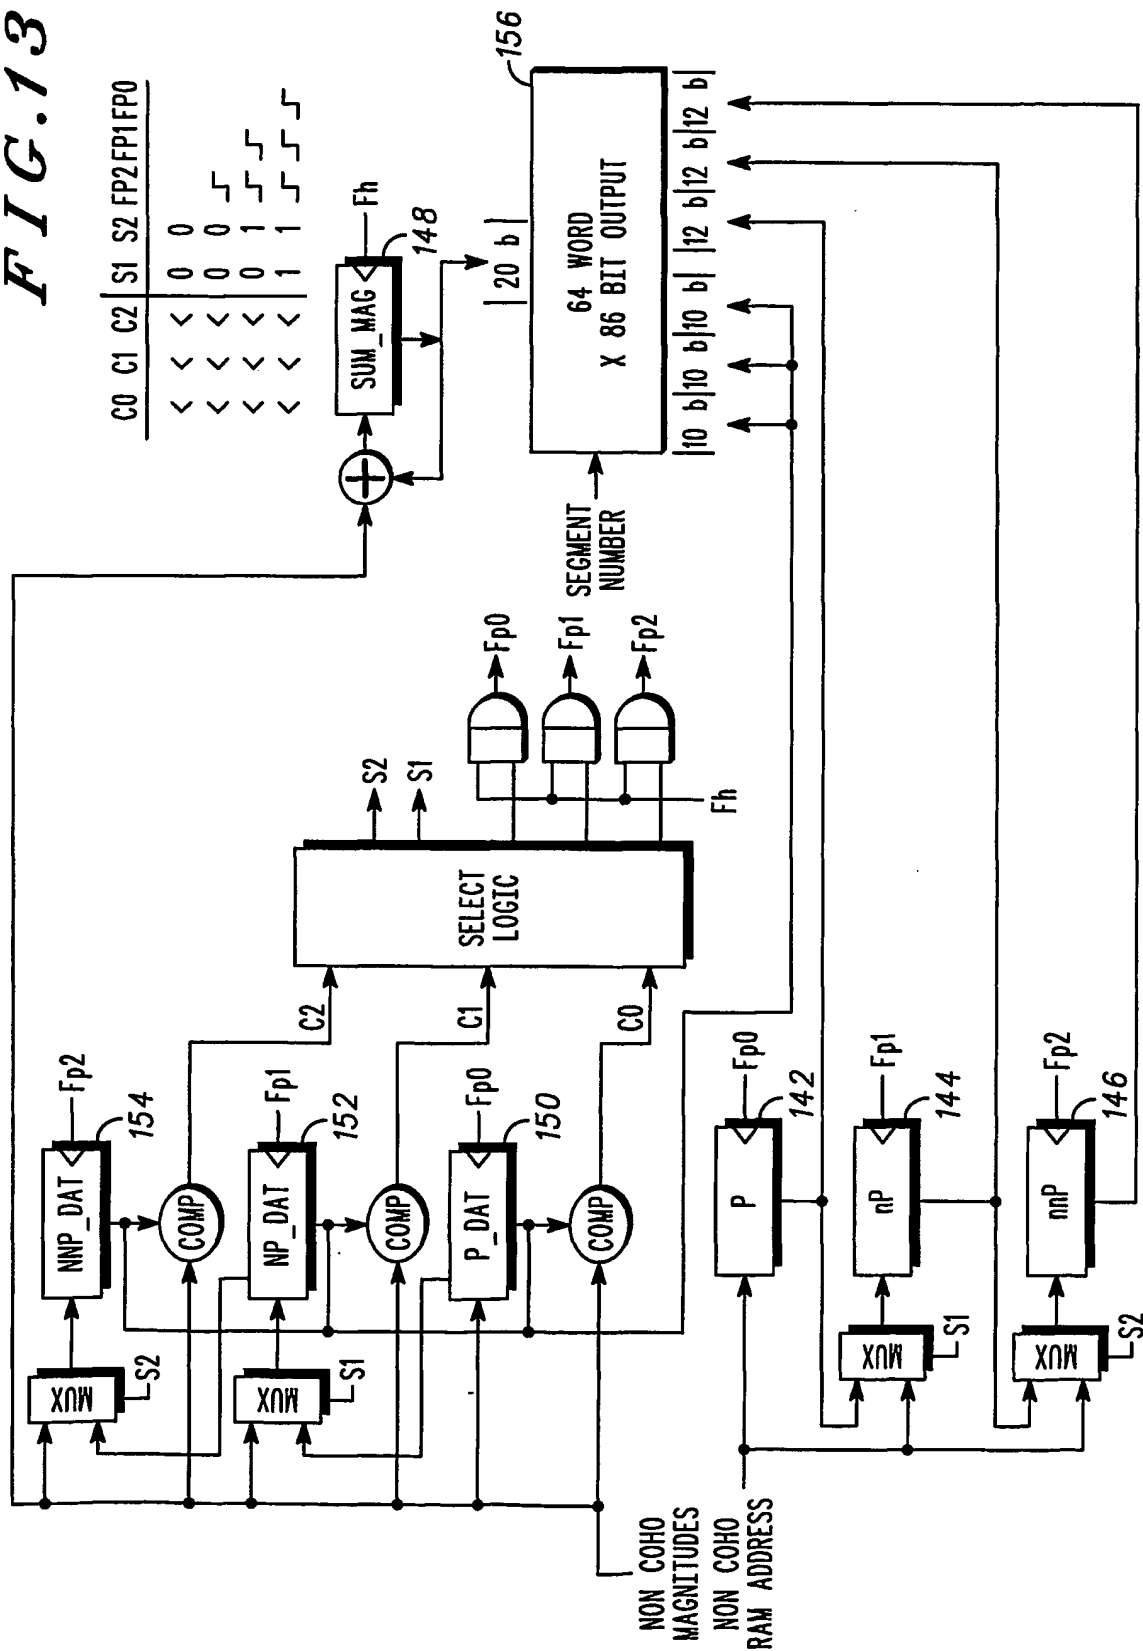 FIG.13
C0 C1 C2 S1 S2 FP2 FP1 FP0
< < < 0 0
< < < 0 0
< < < 0 1
< < < 1 1
SUM_MAG
Fh
148
|20 b|
156
64 WORD
X 86 BIT OUTPUT
|10 b|10 b|10 b| |12 b|12 b|12 b|
SEGMENT
NUMBER
NNP_DAT
Fp2
154
MUX
S2
COMP
C2
NP_DAT
Fp1
152
MUX
S1
COMP
C1
P_DAT
Fp0
150
COMP
C0
SELECT
LOGIC
S2
S1
Fp0
Fp1
Fp2
Fh
NON COHO
MAGNITUDES
NON COHO
RAM ADDRESS
P
Fp0
142
MUX
S1
nP
Fp1
144
MUX
S2
nnP
Fp2
146